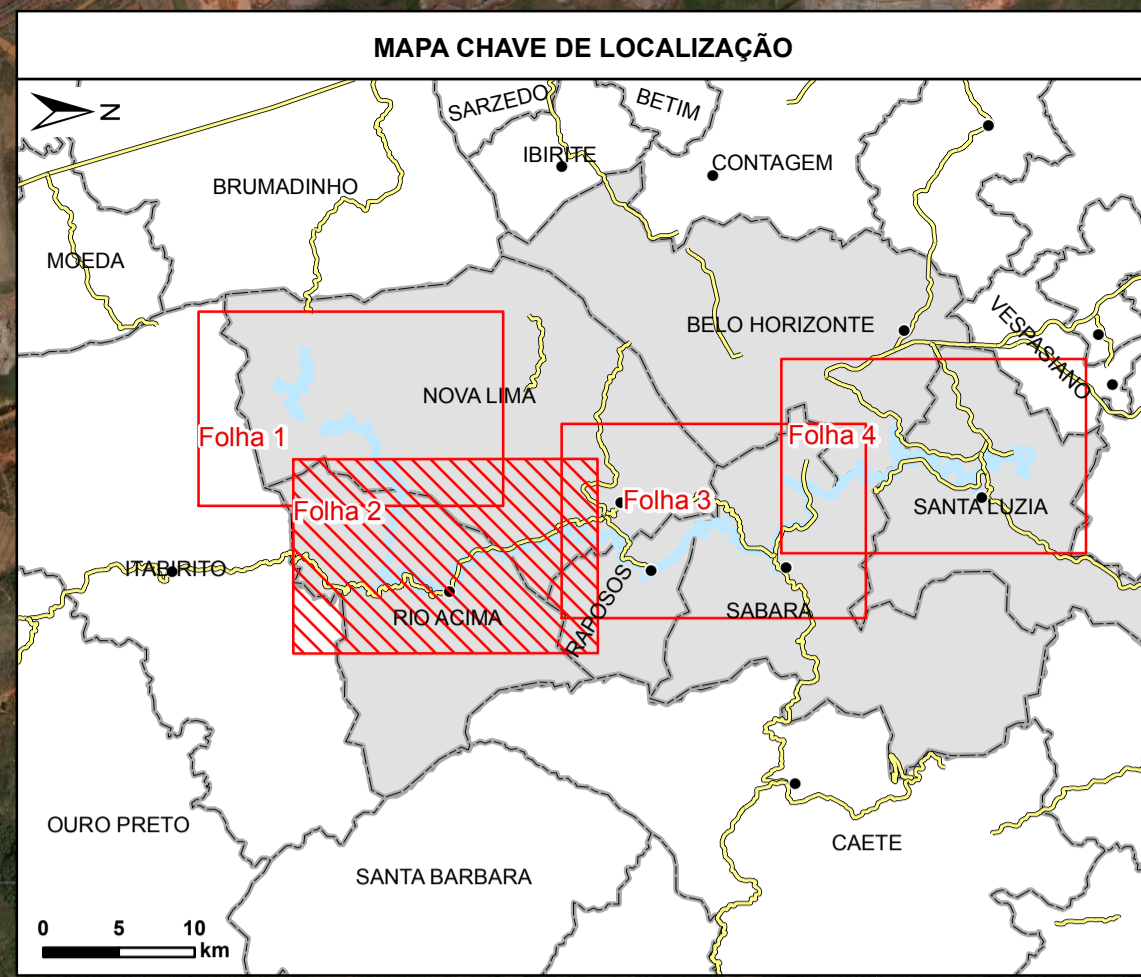 MAPA CHAVE DE LOCALIZAÇÃO
N
SARZEDO
BETIM
IBIRITE
CONTAGEM
BRUMADINHO
MOEDA
VESPASIANO
BELO HORIZONTE
NOVA LIMA
Folha 1
Folha 4
Folha 3
Folha 2
SANTA LUZIA
ITABIRITO
RIO ACIMA
RAPOSOS
SABARA
OURO PRETO
CAETE
SANTA BARBARA
0 5 10
km